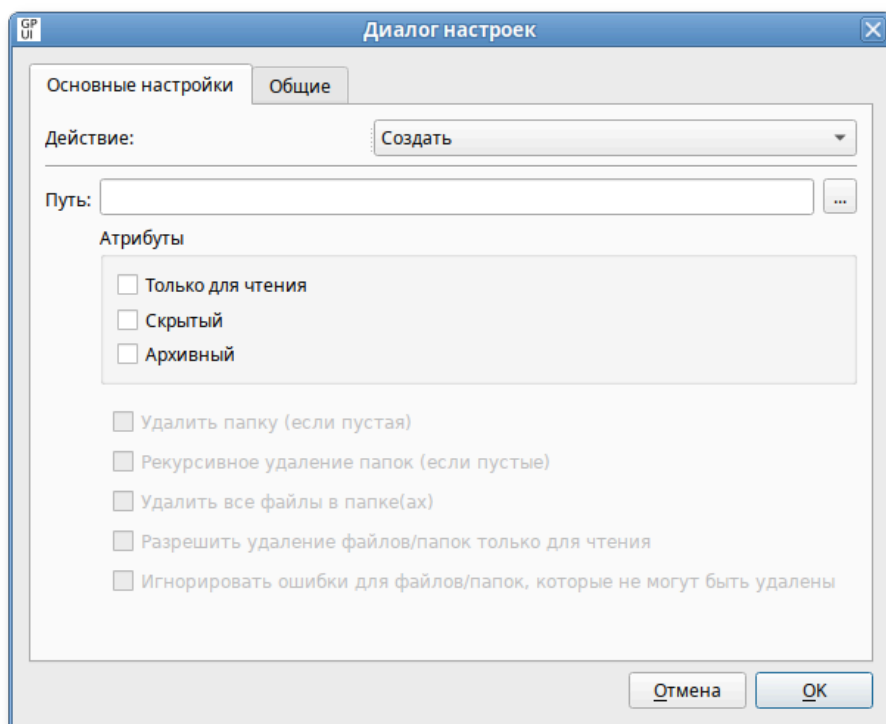 GP
UI
Диалог настроек
Основные настройки
Общие
Действие:
Создать
Путь:
...
Атрибуты
Только для чтения
Скрытый
Архивный
Удалить папку (если пустая)
Рекурсивное удаление папок (если пустые)
Удалить все файлы в папке(ах)
Разрешить удаление файлов/папок только для чтения
Игнорировать ошибки для файлов/папок, которые не могут быть удалены
Отмена
OK